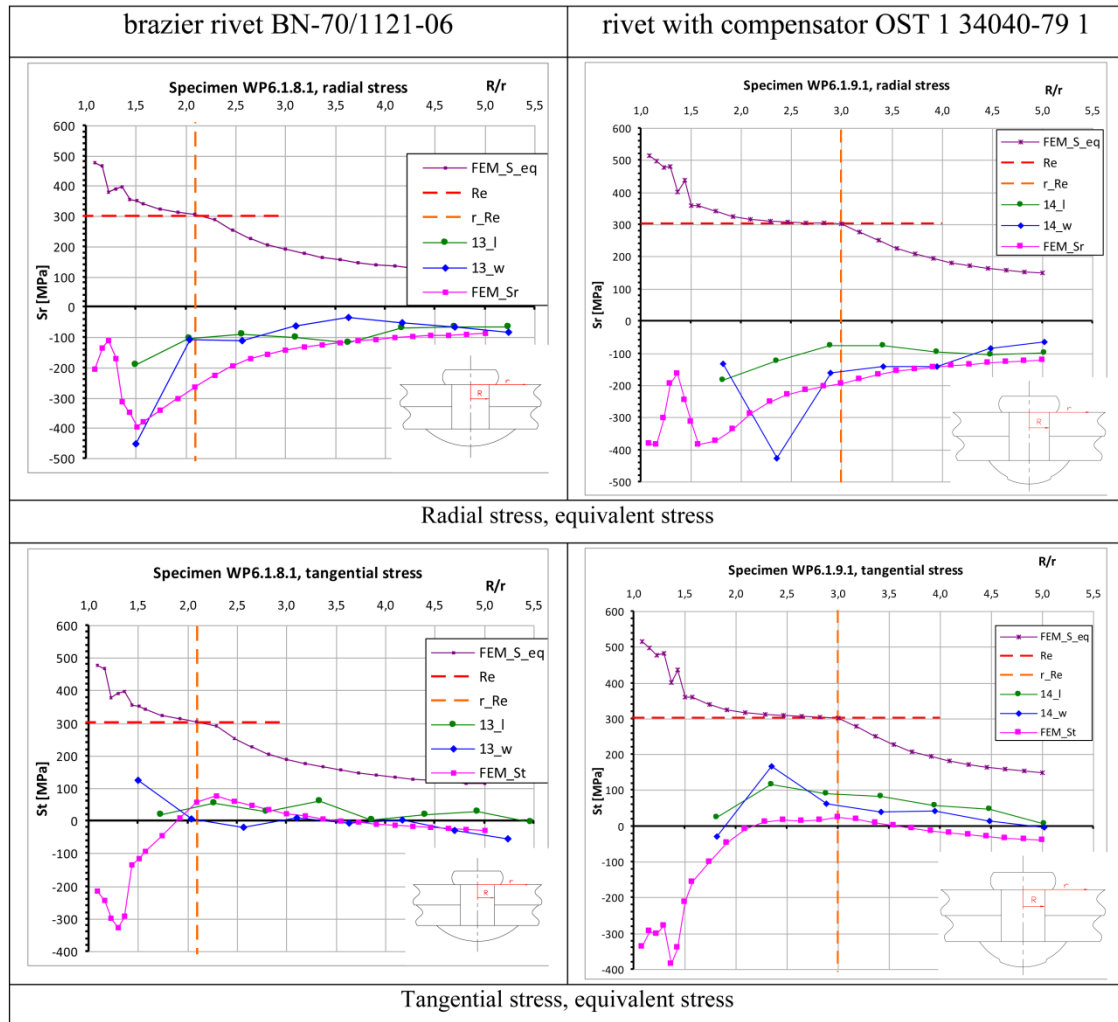 brazier rivet BN-70/1121-06
rivet with compensator OST 1 34040-79 1
Specimen WP6.1.8.1, radial stress
R/r
1,0 1,5 2,0 2,5 3,0 3,5 4,0 4,5 5,0 5,5
600
500
400
300
200
100
0
-100
-200
-300
-400
-500
Sr [MPa]
FEM_S_eq
Re
r_Re
13_l
13_w
FEM_Sr
r
R
Specimen WP6.1.9.1, radial stress
R/r
1,0 1,5 2,0 2,5 3,0 3,5 4,0 4,5 5,0 5,5
600
500
400
300
200
100
0
-100
-200
-300
-400
-500
Sr [MPa]
FEM_S_eq
Re
r_Re
14_l
14_w
FEM_Sr
r
R
Radial stress, equivalent stress
Specimen WP6.1.8.1, tangential stress
R/r
1,0 1,5 2,0 2,5 3,0 3,5 4,0 4,5 5,0 5,5
600
500
400
300
200
100
0
-100
-200
-300
-400
St [MPa]
FEM_S_eq
Re
r_Re
13_l
13_w
FEM_St
r
R
Specimen WP6.1.9.1, tangential stress
R/r
1,0 1,5 2,0 2,5 3,0 3,5 4,0 4,5 5,0 5,5
600
500
400
300
200
100
0
-100
-200
-300
-400
St [MPa]
FEM_S_eq
Re
r_Re
14_l
14_w
FEM_St
r
R
Tangential stress, equivalent stress